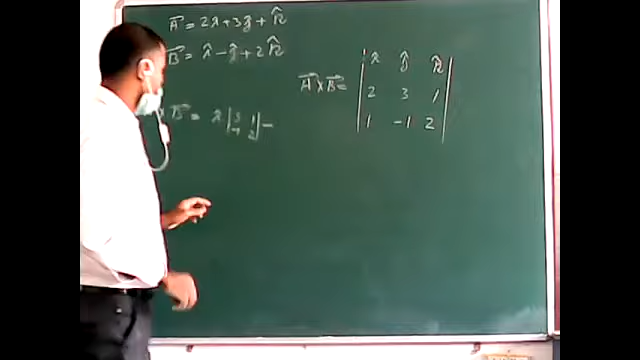 A⃗ = 2î + 3ĵ + k̂
B⃗ = î - ĵ + 2k̂
A⃗ x B⃗ =
| î ĵ k̂ |
| 2 3 1 |
| 1 -1 2 |
x B⃗ = î | 3 1 | -
| -1 2 |